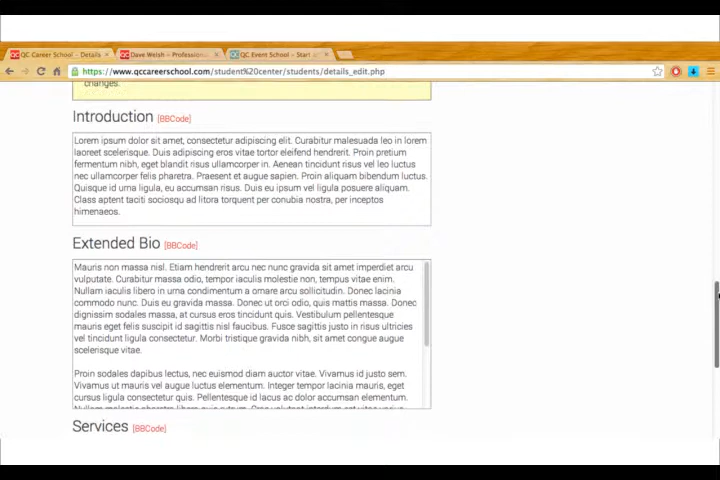 QC Career School – Details
Dave Welsh – Profession
QC Event School – Start
https://www.qccareerschool.com/student%20center/students/details_edit.php
changes.
Introduction [BBCode]
Lorem ipsum dolor sit amet, consectetur adipiscing elit. Curabitur malesuada leo in lorem
laoreet scelerisque. Duis adipiscing eros vitae tortor eleifend hendrerit. Proin pretium
fermentum nibh, eget blandit risus ullamcorper in. Aenean tincidunt risus vel leo luctus
nec ullamcorper felis pharetra. Praesent et augue sapien. Proin aliquam bibendum luctus.
Quisque id urna ligula, eu accumsan risus. Duis eu ipsum vel ligula posuere aliquam.
Class aptent taciti sociosqu ad litora torquent per conubia nostra, per inceptos
himenaeos.
Extended Bio [BBCode]
Mauris non massa nisl. Etiam hendrerit arcu nec nunc gravida sit amet imperdiet arcu
vulputate. Curabitur massa odio, tempor iaculis molestie non, tempus vitae enim.
Nullam iaculis libero in urna condimentum a ornare arcu sollicitudin. Donec lacinia
commodo nunc. Duis eu gravida massa. Donec ut orci odio, quis mattis massa. Donec
dignissim sodales massa, at cursus eros tincidunt quis. Vestibulum pellentesque
mauris eget felis suscipit id sagittis nisl faucibus. Fusce sagittis justo in risus ultricies
vel tincidunt ligula consectetur. Morbi tristique gravida nibh, sit amet congue augue
scelerisque vitae.
Proin sodales dapibus lectus, nec euismod diam auctor vitae. Vivamus id justo sem.
Vivamus ut mauris vel augue luctus elementum. Integer tempor lacinia mauris, eget
cursus ligula consectetur quis. Pellentesque id lacus ac dolor accumsan elementum.
Services [BBCode]